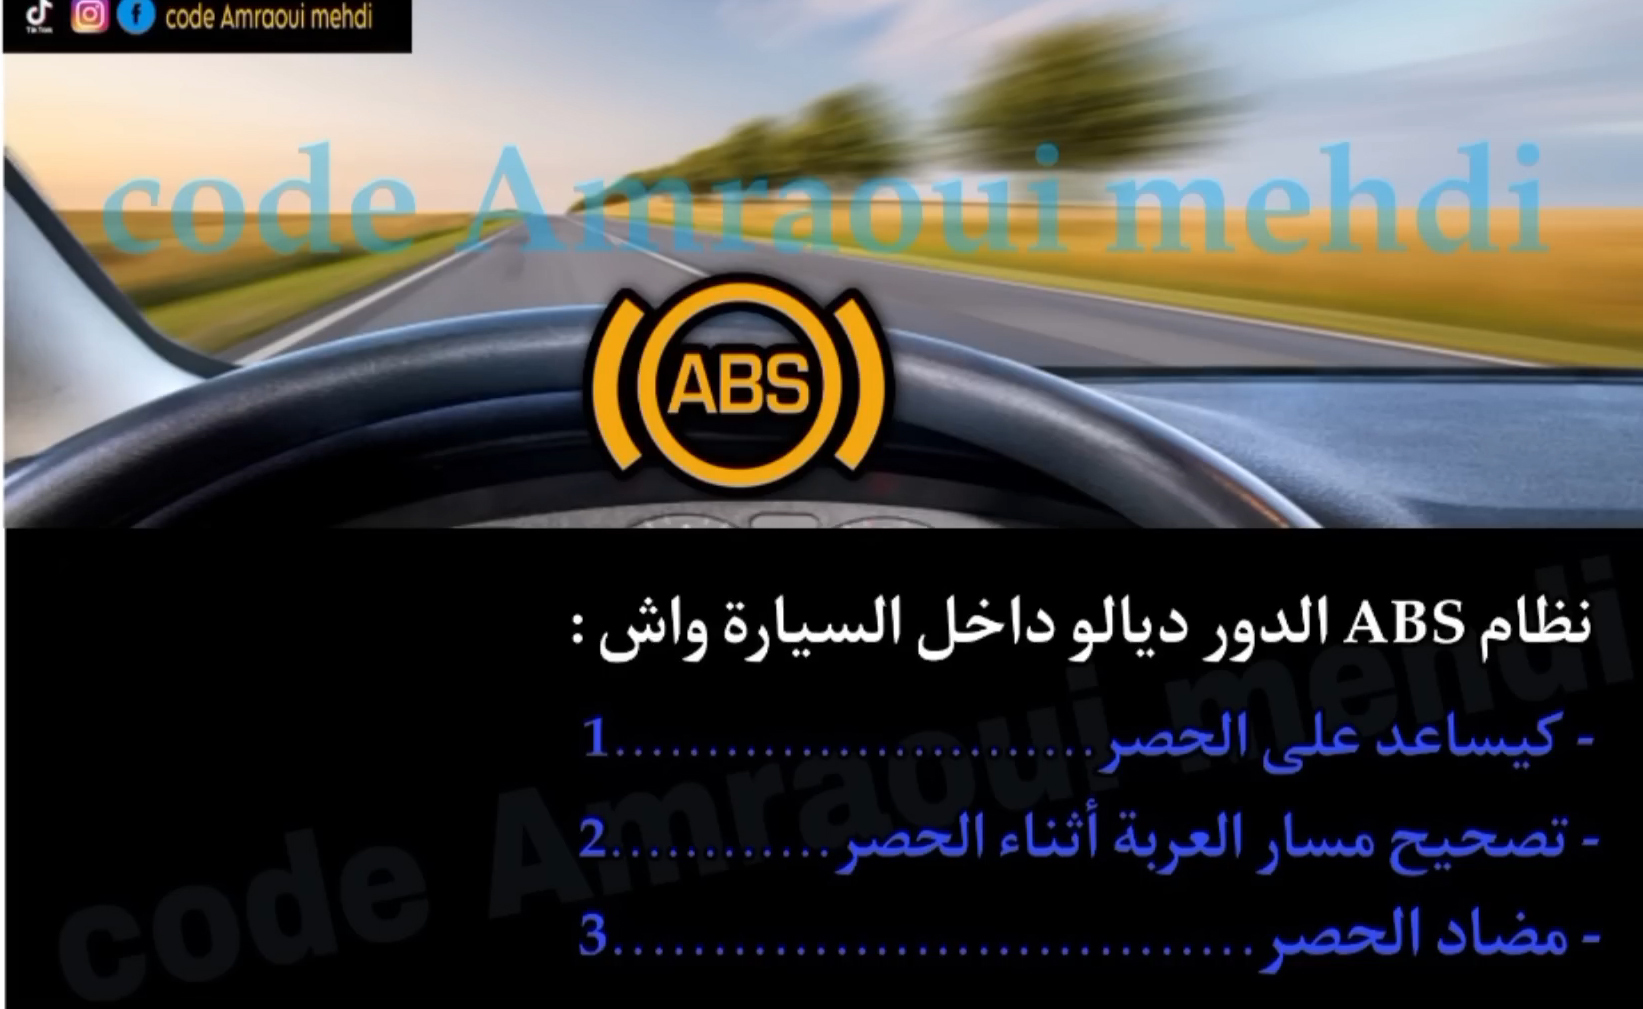 code Amraoui mehdi
code Amraoui mehdi
ABS
نظام ABS الدور ديالو داخل السيارة واش :
- كيساعد على الحصر..........................1
- تصحيح مسار العربة أثناء الحصر............2
- مضاد الحصر...............................3
code Amraoui mehdi